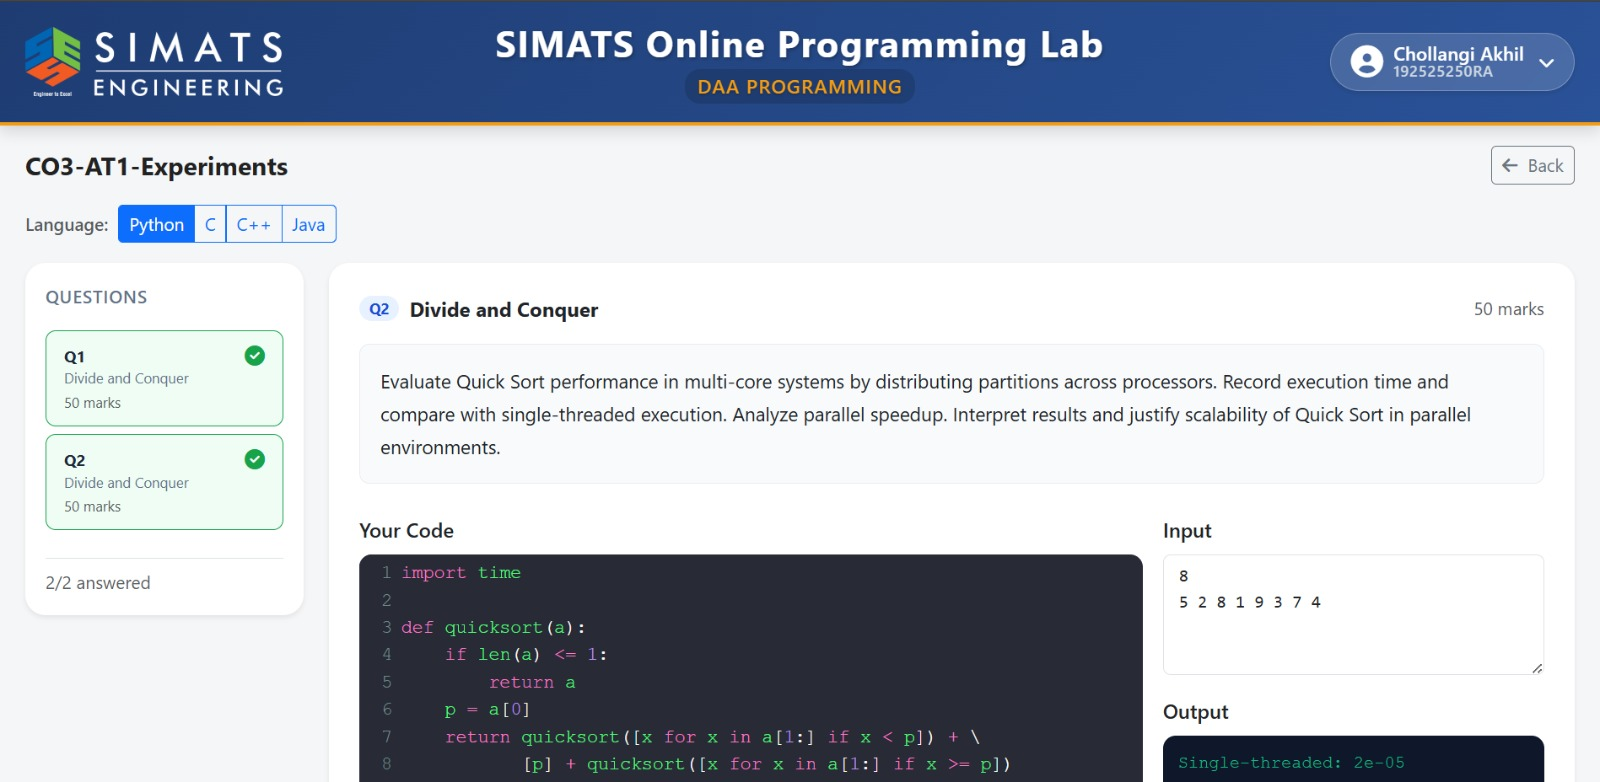 SIMATS
ENGINEERING
Engineer to Excel
SIMATS Online Programming Lab
DAA PROGRAMMING
Chollangi Akhil
192525250RA
CO3-AT1-Experiments
Back
Language: Python C C++ Java
QUESTIONS
Q1
Divide and Conquer
50 marks
Q2
Divide and Conquer
50 marks
2/2 answered
Q2 Divide and Conquer 50 marks
Evaluate Quick Sort performance in multi-core systems by distributing partitions across processors. Record execution time and
compare with single-threaded execution. Analyze parallel speedup. Interpret results and justify scalability of Quick Sort in parallel
environments.
Your Code
1 import time
2
3 def quicksort(a):
4     if len(a) <= 1:
5         return a
6     p = a[0]
7     return quicksort([x for x in a[1:] if x < p]) + \
8            [p] + quicksort([x for x in a[1:] if x >= p])
Input
8
5 2 8 1 9 3 7 4
Output
Single-threaded: 2e-05